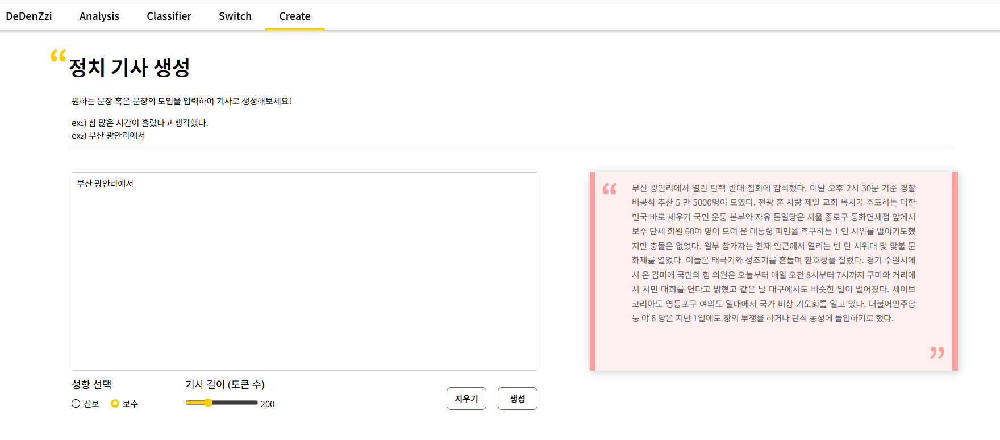 DeDenZzi Analysis Classifier Switch Create
“정치 기사 생성
원하는 문장 혹은 문장의 도입을 입력하여 기사로 생성해보세요!
ex1) 참 많은 시간이 흘렀다고 생각했다.
ex2) 부산 광안리에서
부산 광안리에서
성향 선택
진보 보수
기사 길이 (토큰 수)
200
지우기 생성
“
부산 광안리에서 열린 탄핵 반대 집회에 참석했다. 이날 오후 2시 30분 기준 경찰
비공식 추산 5 만 5000명이 모였다. 전광 훈 사랑 제일 교회 목사가 주도하는 대한
민국 바로 세우기 국민 운동 본부와 자유 통일당은 서울 종로구 동화면세점 앞에서
보수 단체 회원 60여 명이 모여 윤 대통령 파면을 촉구하는 1 인 시위를 벌이기도했
지만 충돌은 없었다. 일부 참가자는 헌재 인근에서 열리는 반 탄 시위대 및 맞불 문
화제를 열었다. 이들은 태극기와 성조기를 흔들며 환호성을 질렀다. 경기 수원시에
서 온 김미애 국민의 힘 의원은 오늘부터 매일 오전 8시부터 7시까지 구미와 거리에
서 시민 대회를 연다고 밝혔고 같은 날 대구에서도 비슷한 일이 벌어졌다. 세이브
코리아도 영등포구 여의도 일대에서 국가 비상 기도회를 열고 있다. 더불어민주당
등 야 6 당은 지난 1일에도 장외 투쟁을 하거나 단식 농성에 돌입하기로 했다.
”